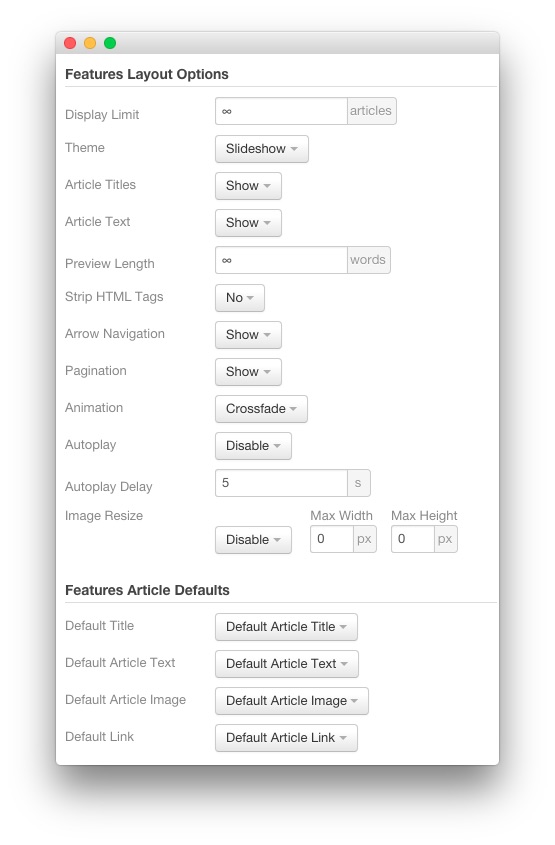 Features Layout Options
Display Limit ∞ articles
Theme Slideshow
Article Titles Show
Article Text Show
Preview Length ∞ words
Strip HTML Tags No
Arrow Navigation Show
Pagination Show
Animation Crossfade
Autoplay Disable
Autoplay Delay 5 s
Image Resize Max Width Max Height
Disable 0 px 0 px
Features Article Defaults
Default Title Default Article Title
Default Article Text Default Article Text
Default Article Image Default Article Image
Default Link Default Article Link